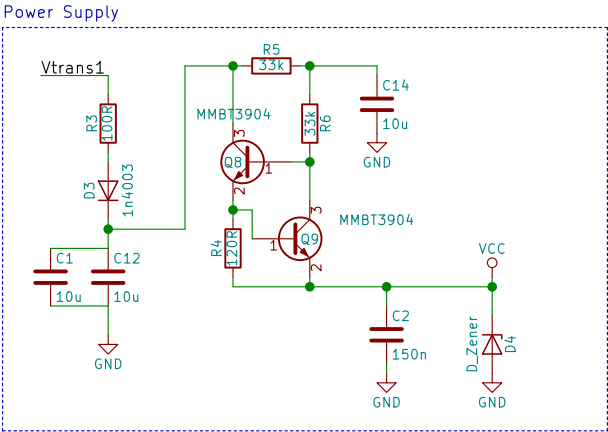 Power Supply
Vtrans1
R5
33k
C14
10u
GND
R3
100R
MMBT3904
3
Q8
1
2
33k
R6
D3
1n4003
MMBT3904
3
Q9
1
2
R4
120R
C1
10u
C12
10u
GND
VCC
C2
150n
GND
D_Zener
D4
GND